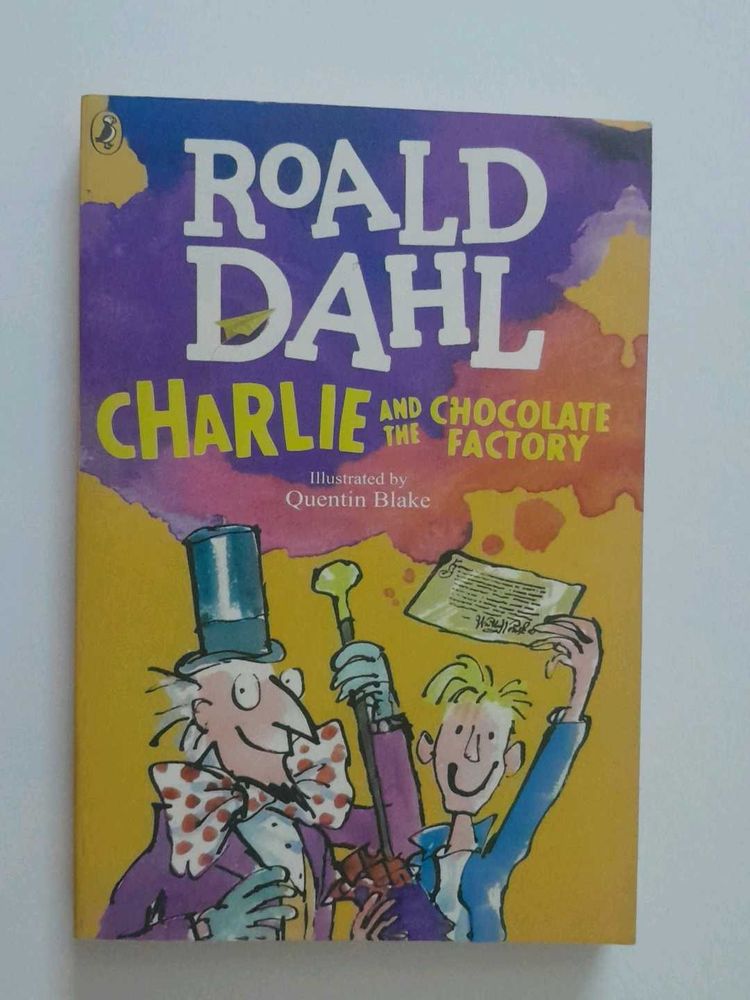 ROALD
DAHL
CHARLIE AND THE CHOCOLATE FACTORY
Illustrated by
Quentin Blake